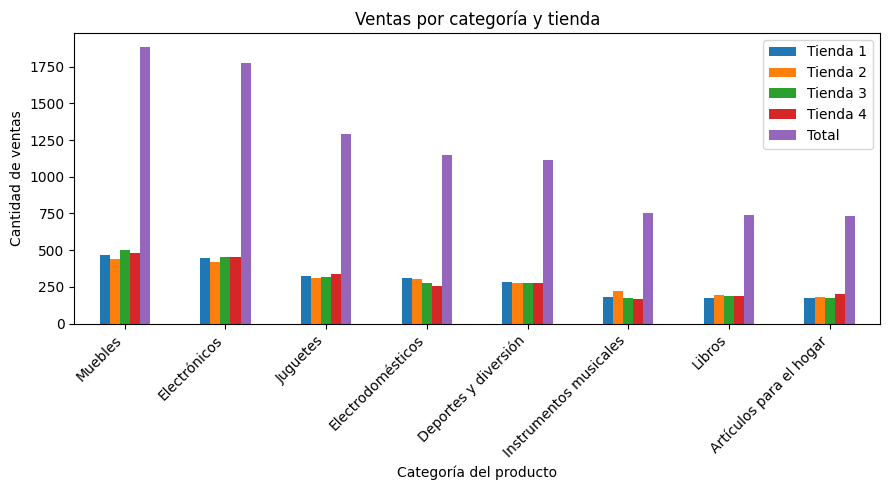 Ventas por categoría y tienda
Cantidad de ventas
1750
1500
1250
1000
750
500
250
0
Tienda 1
Tienda 2
Tienda 3
Tienda 4
Total
Muebles
Electrónicos
Juguetes
Electrodomésticos
Deportes y diversión
Instrumentos musicales
Libros
Artículos para el hogar
Categoría del producto